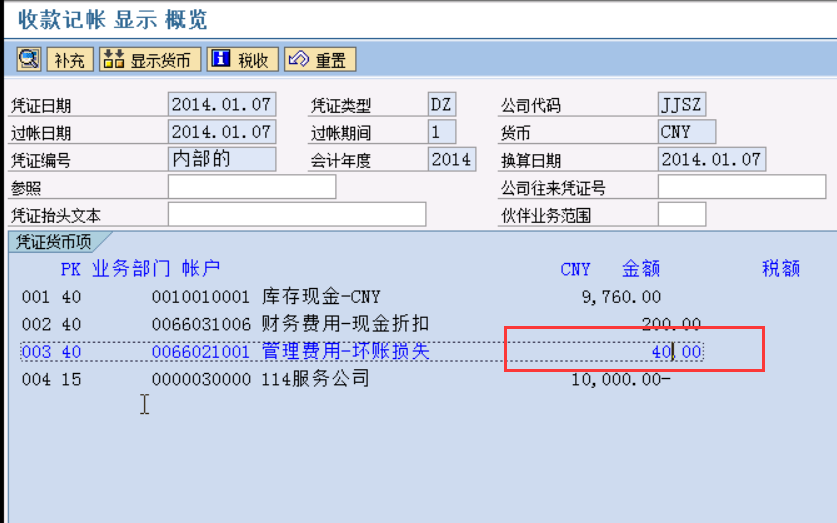 收款记帐 显示 概览
补充 显示货币 税收 重置
凭证日期 2014.01.07 凭证类型 DZ 公司代码 JJSZ
过帐日期 2014.01.07 过帐期间 1 货币 CNY
凭证编号 内部的 会计年度 2014 换算日期 2014.01.07
参照 公司往来凭证号
凭证抬头文本 伙伴业务范围
凭证货币项
PK 业务部门 帐户 CNY 金额 税额
001 40 0010010001 库存现金-CNY 9,760.00
002 40 0066031006 财务费用-现金折扣 200.00
003 40 0066021001 管理费用-坏账损失 40.00
004 15 0000030000 114服务公司 10,000.00-